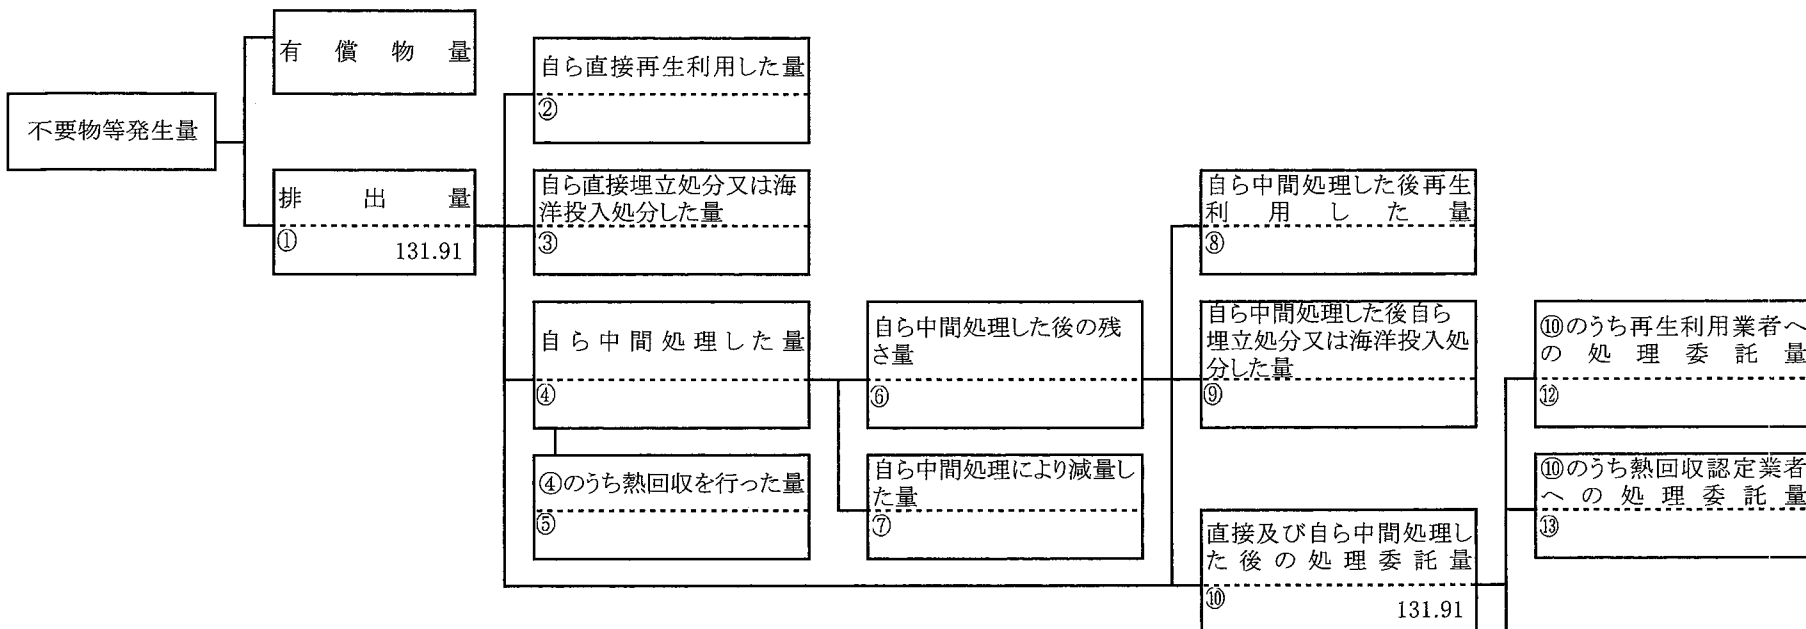 有償物量
自ら直接再生利用した量
②
不要物等発生量
排出量
①
131.91
自ら直接埋立処分又は海
洋投入処分した量
③
自ら中間処理した後再生
利用した量
⑧
自ら中間処理した量
④
自ら中間処理した後の残
さ量
⑥
自ら中間処理した後自ら
埋立処分又は海洋投入処
分した量
⑨
⑩のうち再生利用業者へ
の処理委託量
⑫
④のうち熱回収を行った量
⑤
自ら中間処理により減量し
た量
⑦
⑩のうち熱回収認定業者
への処理委託量
⑬
直接及び自ら中間処理し
た後の処理委託量
⑩
131.91